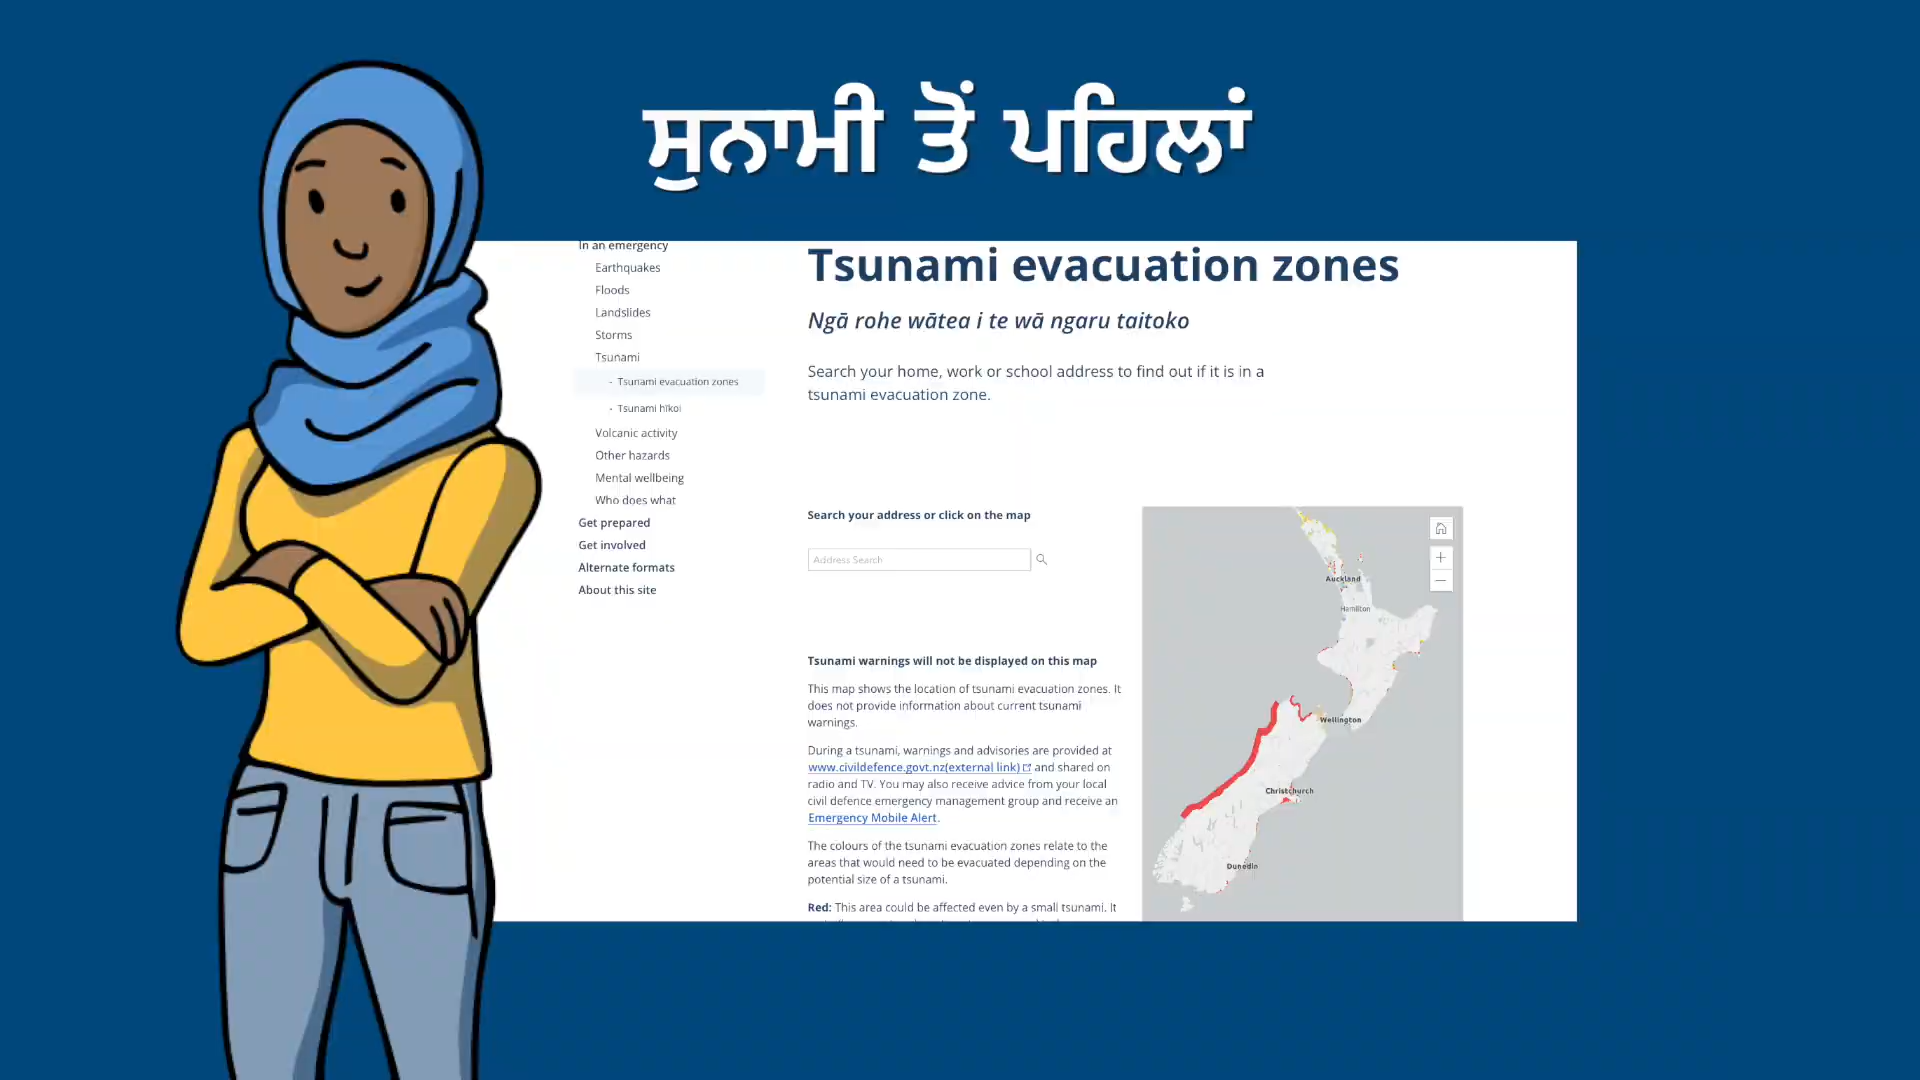 ਸੁਨਾਮੀ ਤੋਂ ਪਹਿਲਾਂ
In an emergency
Earthquakes
Floods
Landslides
Storms
Tsunami
- Tsunami evacuation zones
- Tsunami hīkoi
Volcanic activity
Other hazards
Mental wellbeing
Who does what
Get prepared
Get involved
Alternate formats
About this site
Tsunami evacuation zones
Ngā rohe wātea i te wā ngaru taitoko
Search your home, work or school address to find out if it is in a
tsunami evacuation zone.
Search your address or click on the map
Address Search
Tsunami warnings will not be displayed on this map
This map shows the location of tsunami evacuation zones. It
does not provide information about current tsunami
warnings.
During a tsunami, warnings and advisories are provided at
www.civildefence.govt.nz(external link) and shared on
radio and TV. You may also receive advice from your local
civil defence emergency management group and receive an
Emergency Mobile Alert.
The colours of the tsunami evacuation zones relate to the
areas that would need to be evacuated depending on the
potential size of a tsunami.
Red: This area could be affected even by a small tsunami. It
+
−
Auckland
Hamilton
Wellington
Christchurch
Dunedin